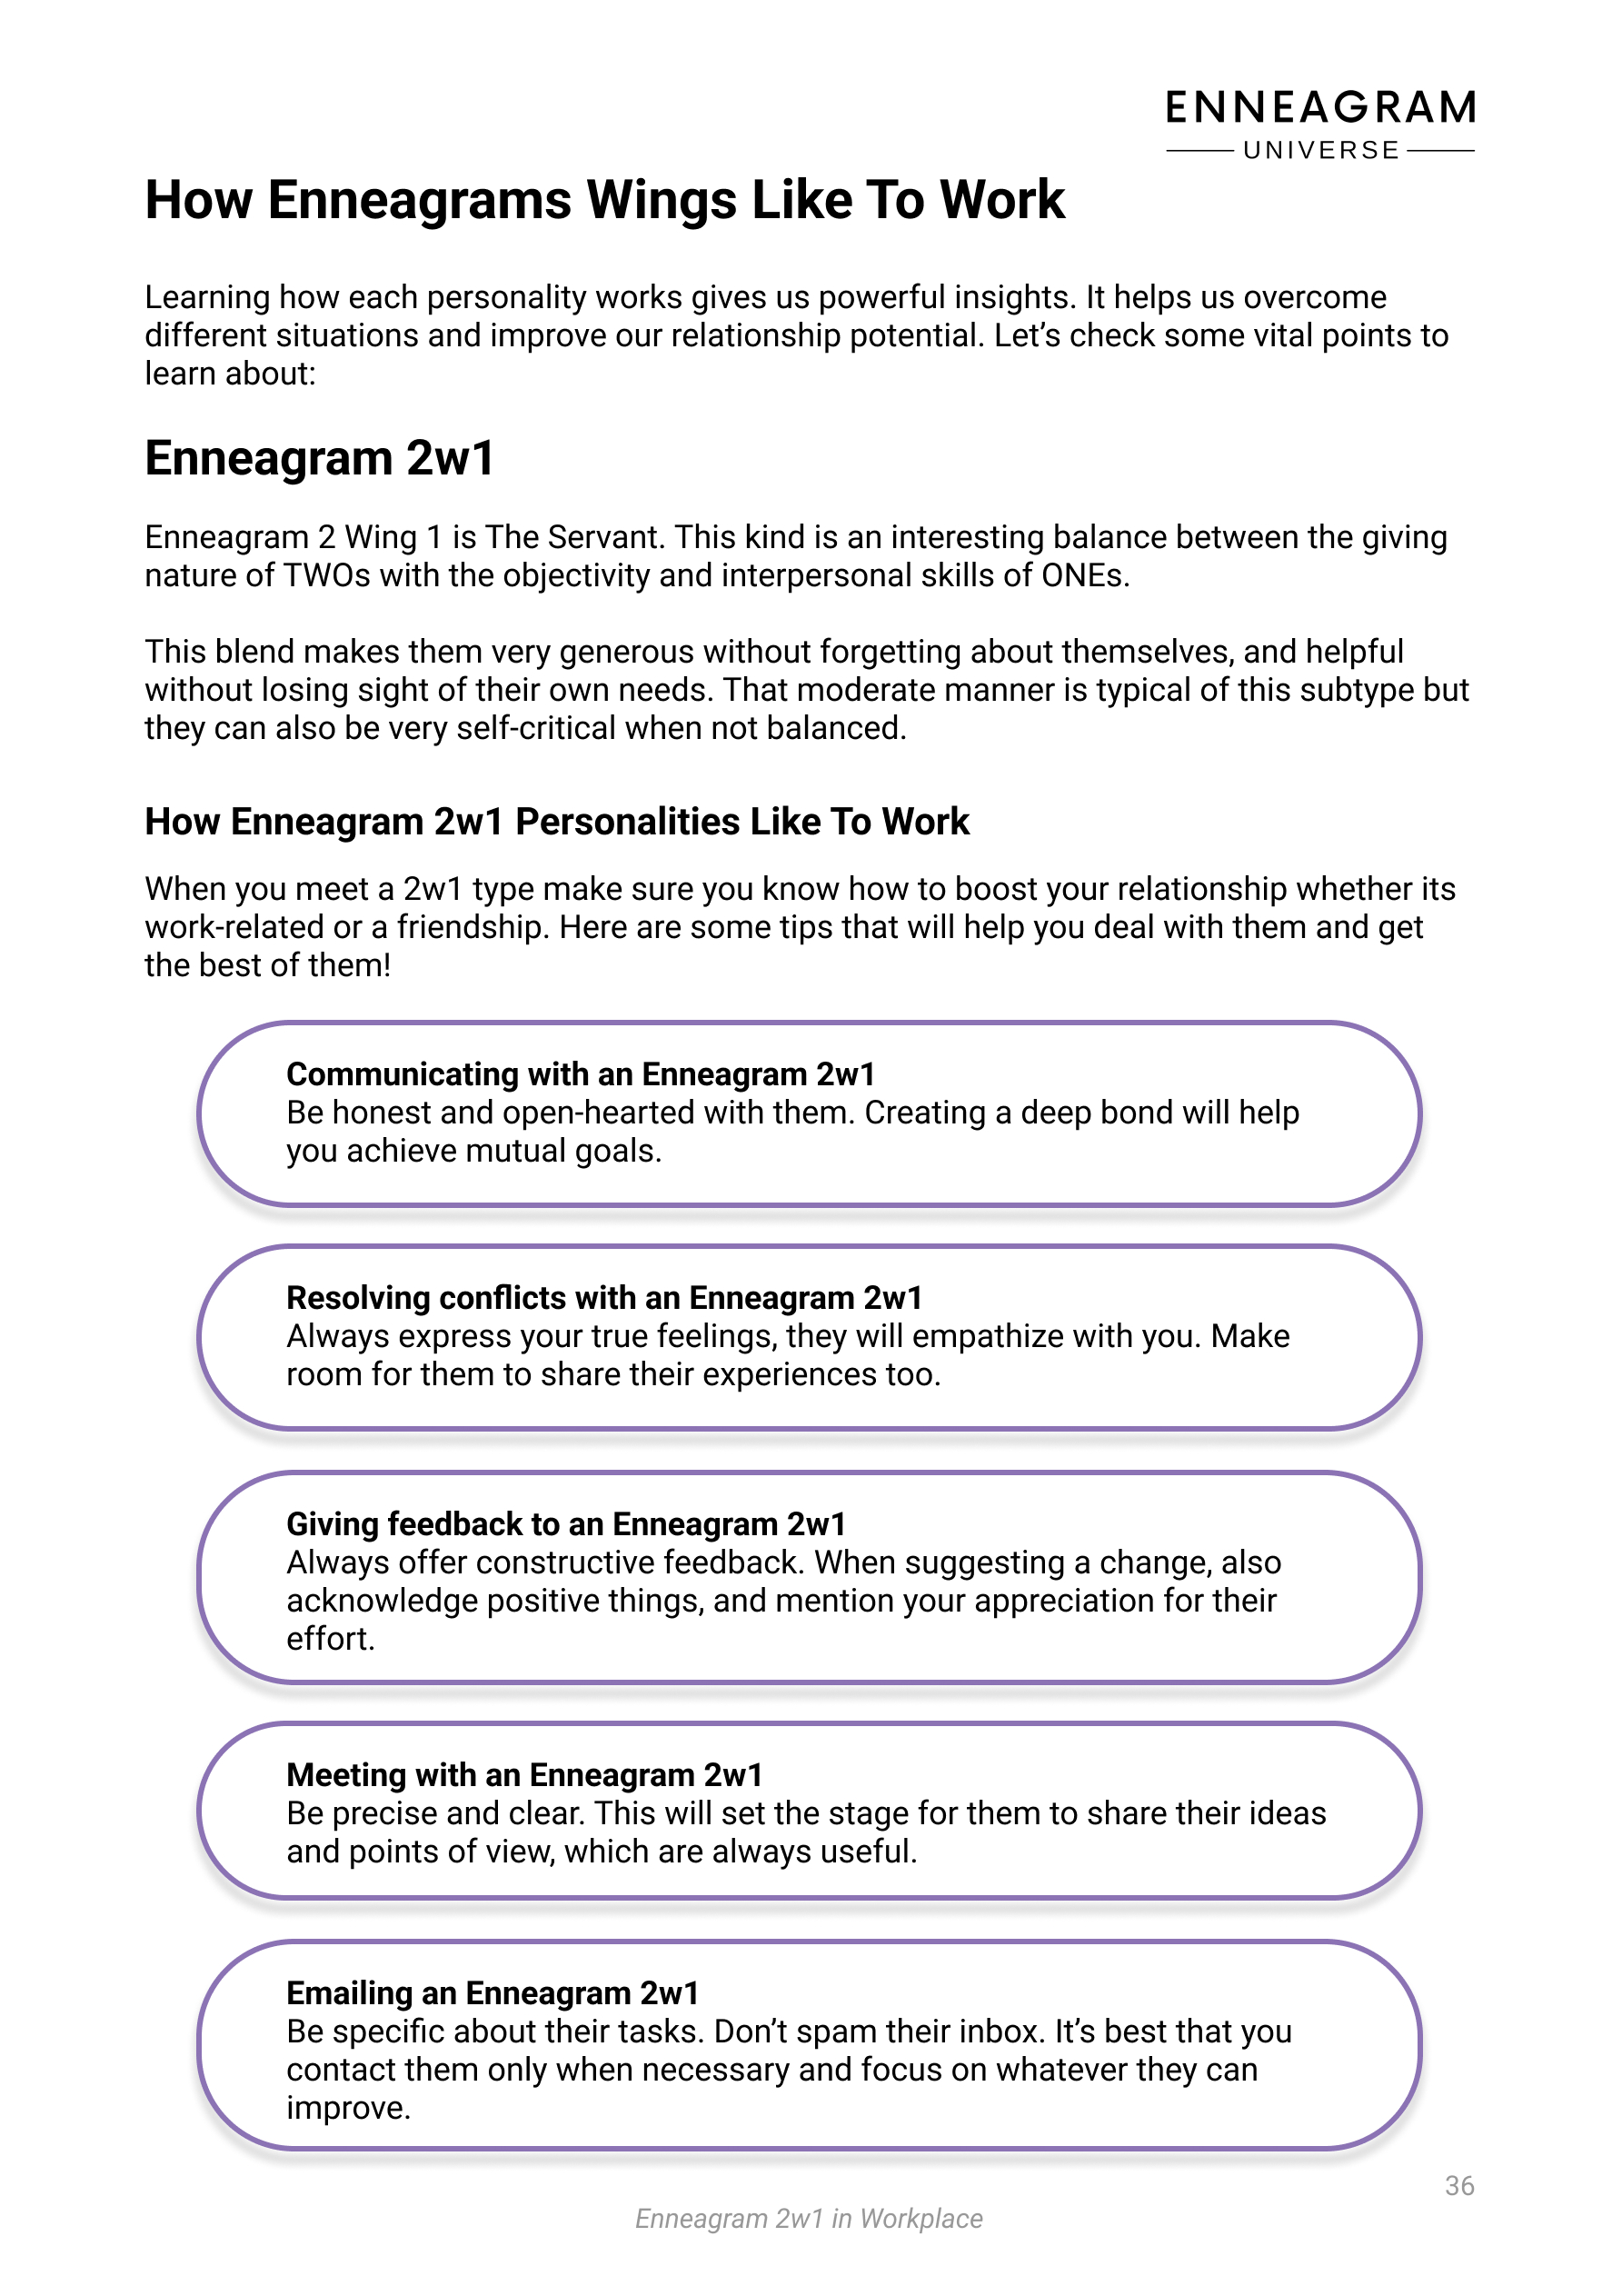 ENNEAGRAM
UNIVERSE
How Enneagrams Wings Like To Work
Learning how each personality works gives us powerful insights. It helps us overcome
different situations and improve our relationship potential. Let’s check some vital points to
learn about:
Enneagram 2w1
Enneagram 2 Wing 1 is The Servant. This kind is an interesting balance between the giving
nature of TWOs with the objectivity and interpersonal skills of ONEs.
This blend makes them very generous without forgetting about themselves, and helpful
without losing sight of their own needs. That moderate manner is typical of this subtype but
they can also be very self-critical when not balanced.
How Enneagram 2w1 Personalities Like To Work
When you meet a 2w1 type make sure you know how to boost your relationship whether its
work-related or a friendship. Here are some tips that will help you deal with them and get
the best of them!
Communicating with an Enneagram 2w1
Be honest and open-hearted with them. Creating a deep bond will help
you achieve mutual goals.
Resolving conflicts with an Enneagram 2w1
Always express your true feelings, they will empathize with you. Make
room for them to share their experiences too.
Giving feedback to an Enneagram 2w1
Always offer constructive feedback. When suggesting a change, also
acknowledge positive things, and mention your appreciation for their
effort.
Meeting with an Enneagram 2w1
Be precise and clear. This will set the stage for them to share their ideas
and points of view, which are always useful.
Emailing an Enneagram 2w1
Be specific about their tasks. Don’t spam their inbox. It’s best that you
contact them only when necessary and focus on whatever they can
improve.
36
Enneagram 2w1 in Workplace